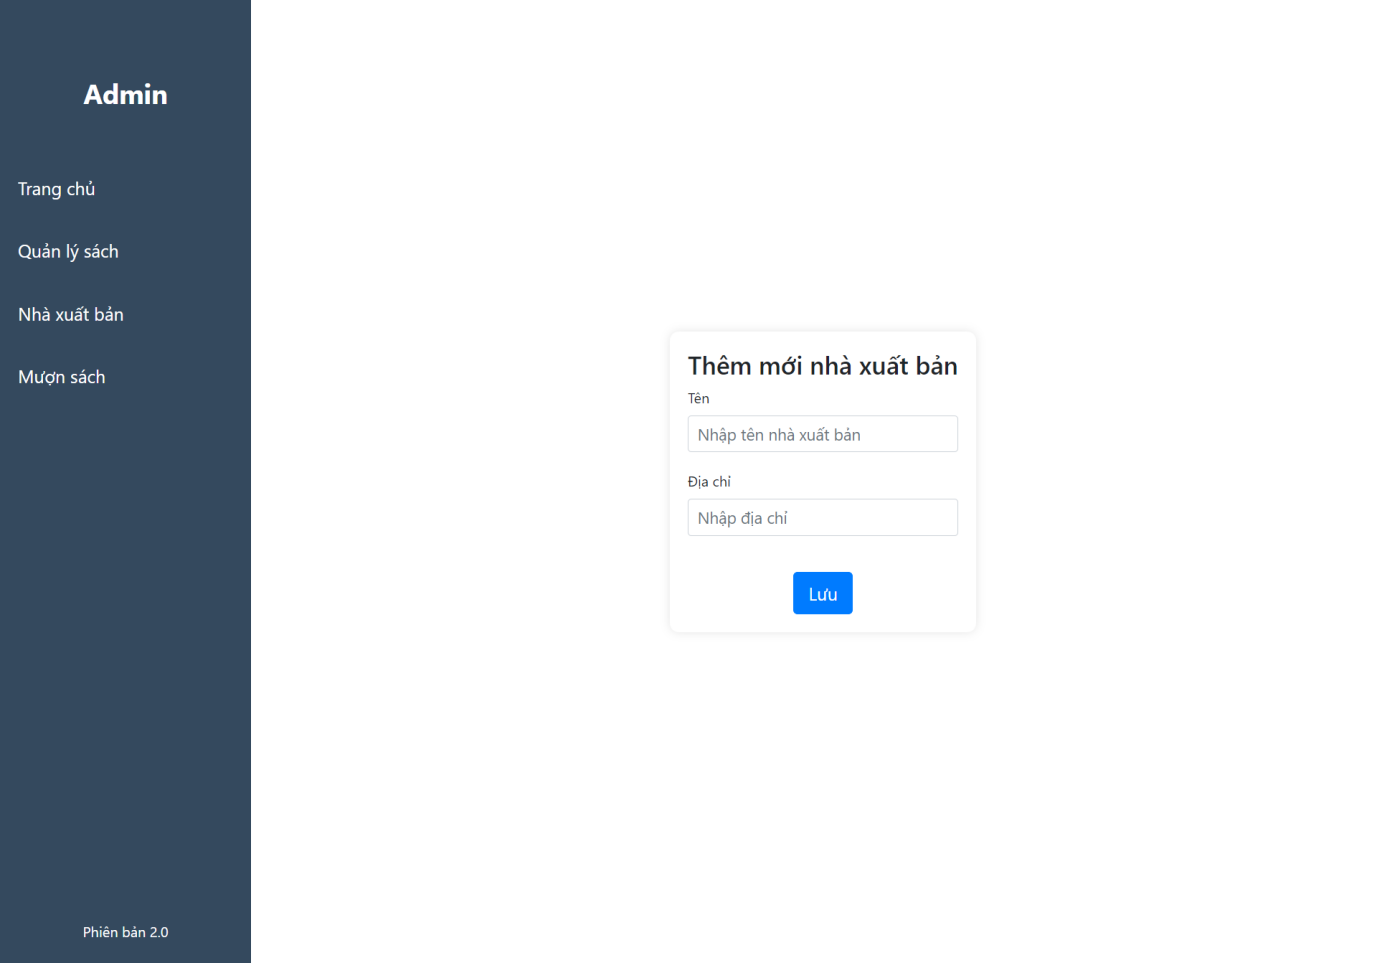 Admin
Trang chủ
Quản lý sách
Nhà xuất bản
Mượn sách
Phiên bản 2.0
Thêm mới nhà xuất bản
Tên
Nhập tên nhà xuất bản
Địa chỉ
Nhập địa chỉ
Lưu